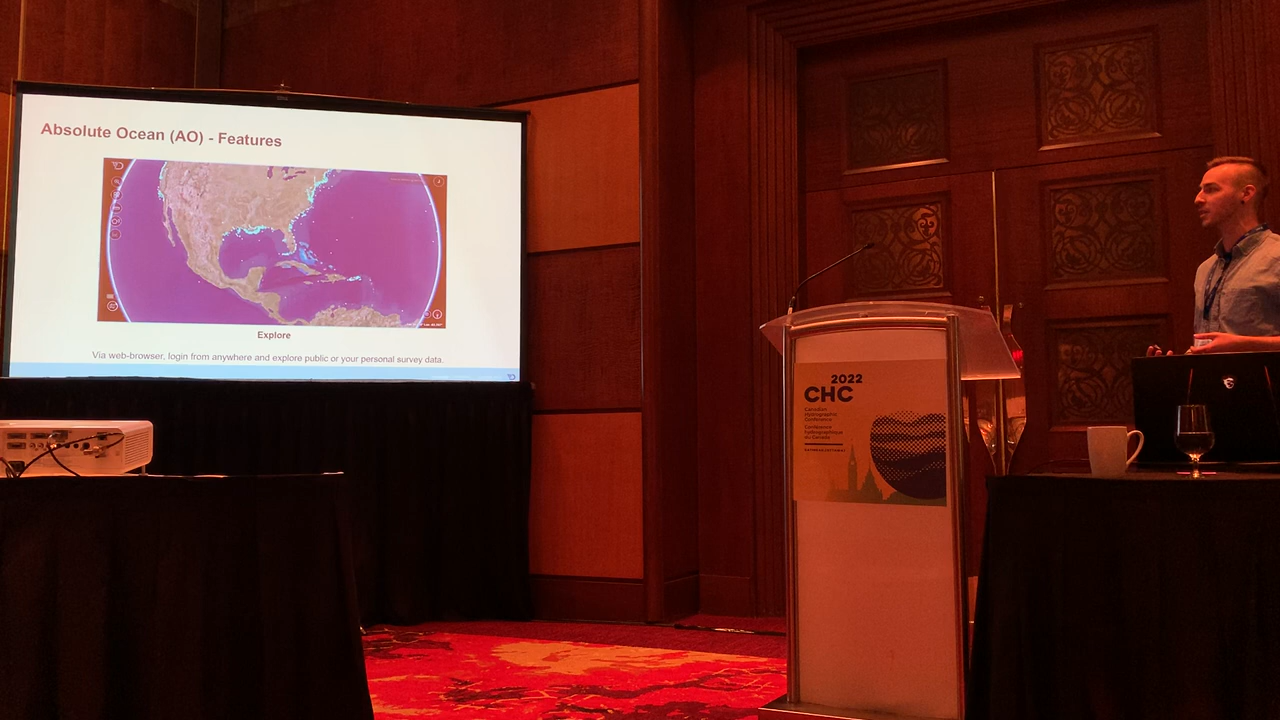 Absolute Ocean (AO) - Features
Explore
Via web-browser, login from anywhere and explore public or your personal survey data.
2022
CHC
Canadian
Hydrographic
Conference
Conférence
hydrographique
du Canada